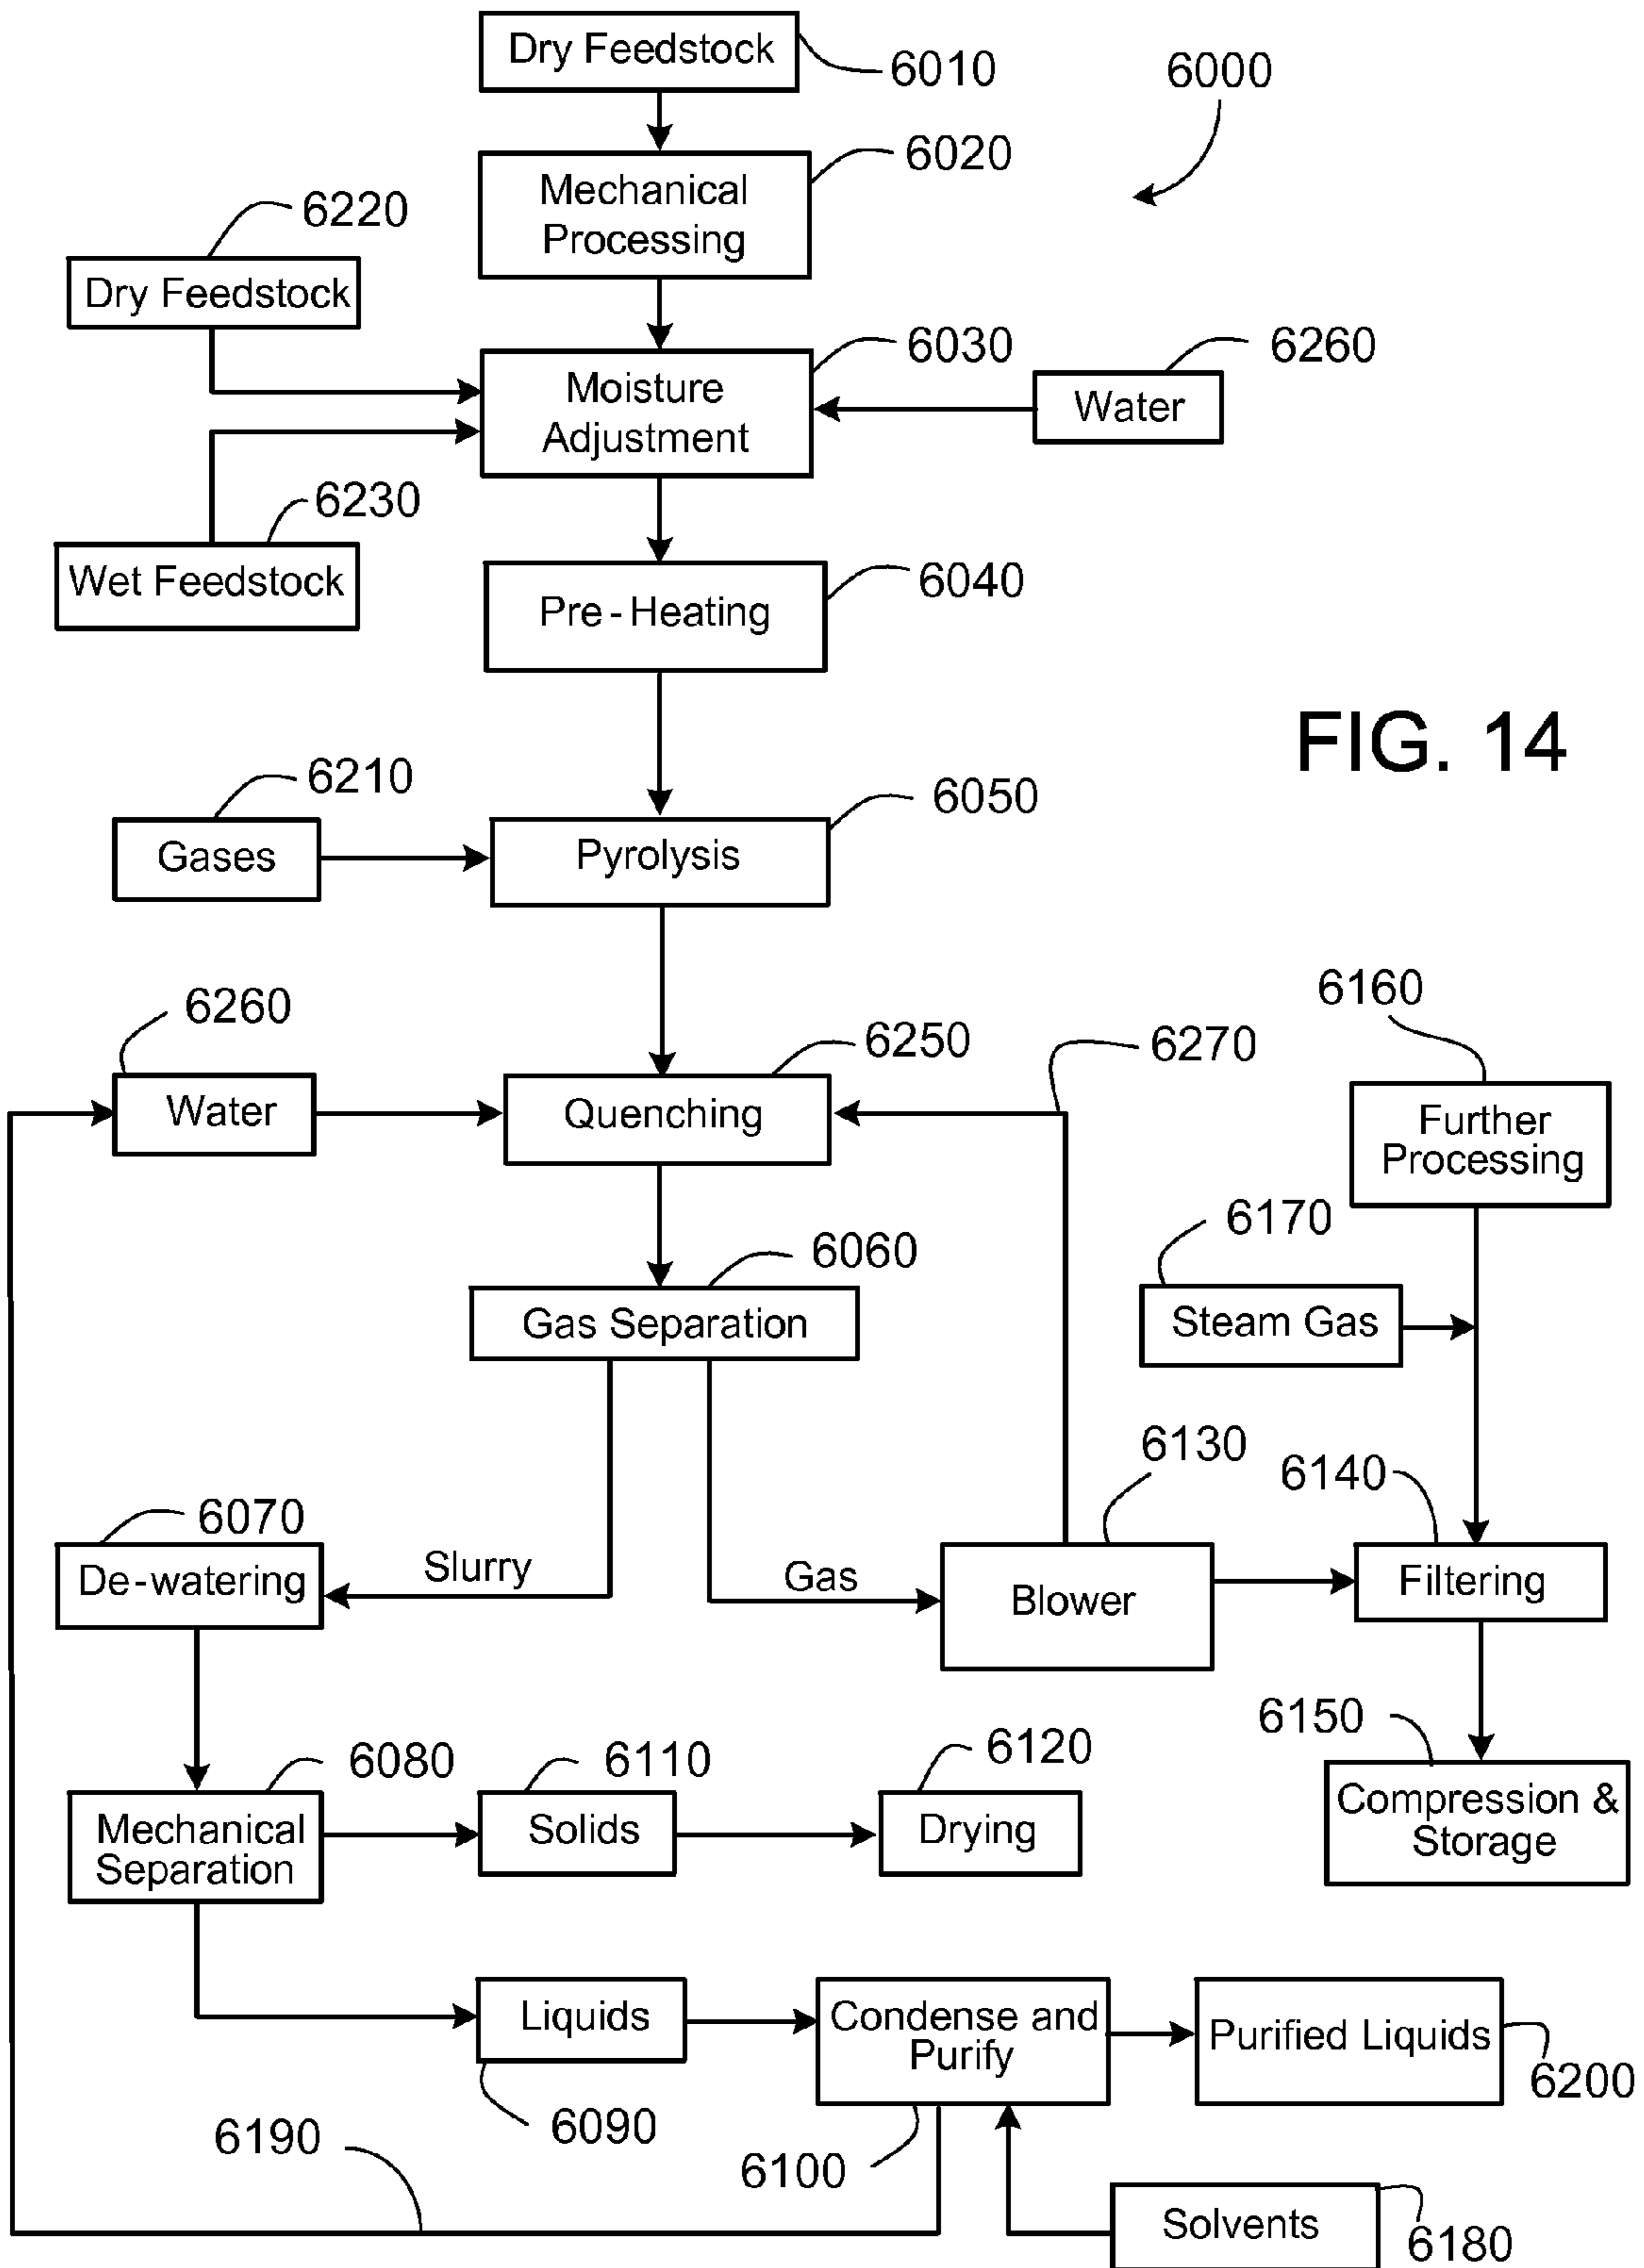 Dry Feedstock
6010
6000
Mechanical
Processing
6020
6220
Dry Feedstock
Moisture
Adjustment
6030
6260
Water
6230
Wet Feedstock
Pre-Heating
6040
FIG. 14
6210
Gases
Pyrolysis
6050
6260
Water
Quenching
6250
6270
6160
Further
Processing
6170
Steam Gas
6060
Gas Separation
6070
De-watering
Slurry
Gas
6130
Blower
6140
Filtering
6150
Compression &
Storage
6080
Mechanical
Separation
6110
Solids
6120
Drying
Liquids
6090
Condense and
Purify
6100
Purified Liquids
6200
6190
Solvents
6180